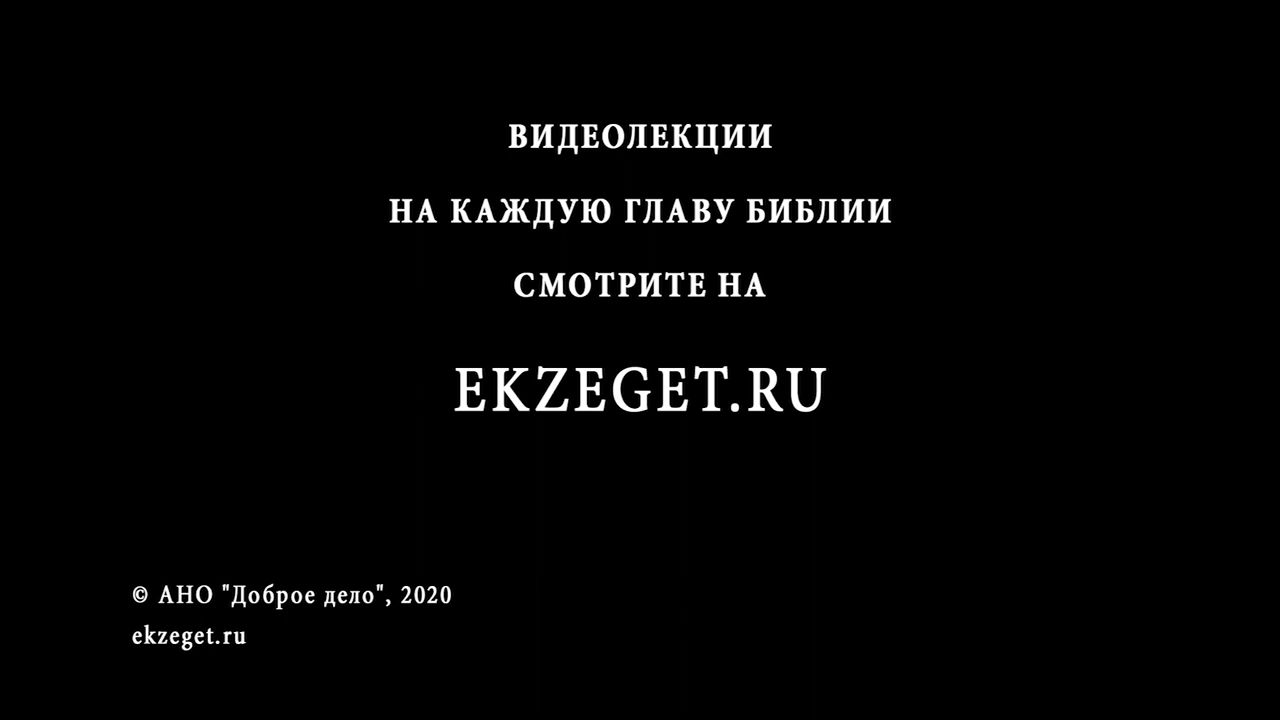 ВИДЕОЛЕКЦИИ
НА КАЖДУЮ ГЛАВУ БИБЛИИ
СМОТРИТЕ НА
EKZEGET.RU
© АНО "Доброе дело", 2020
ekzeget.ru